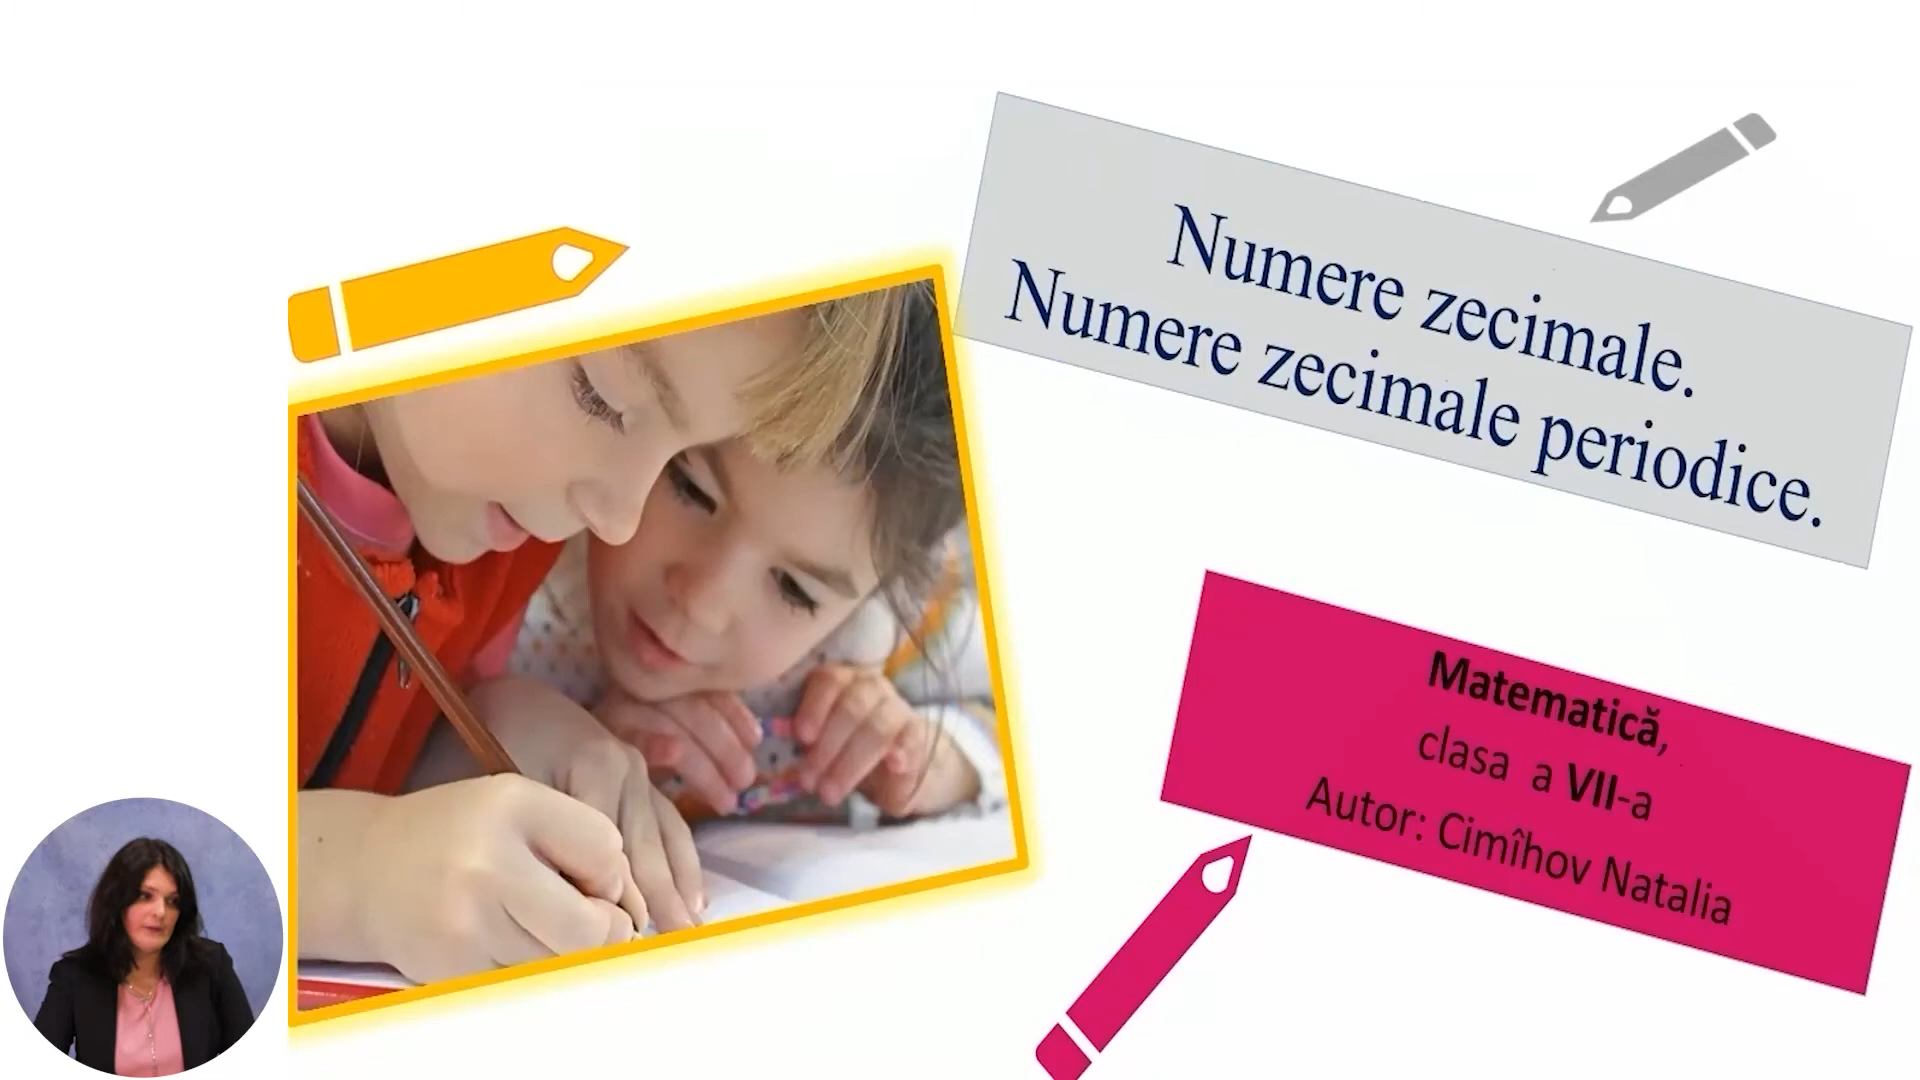 Numere zecimale.
Numere zecimale periodice.
Matematică,
clasa a VII-a
Autor: Cimîhov Natalia